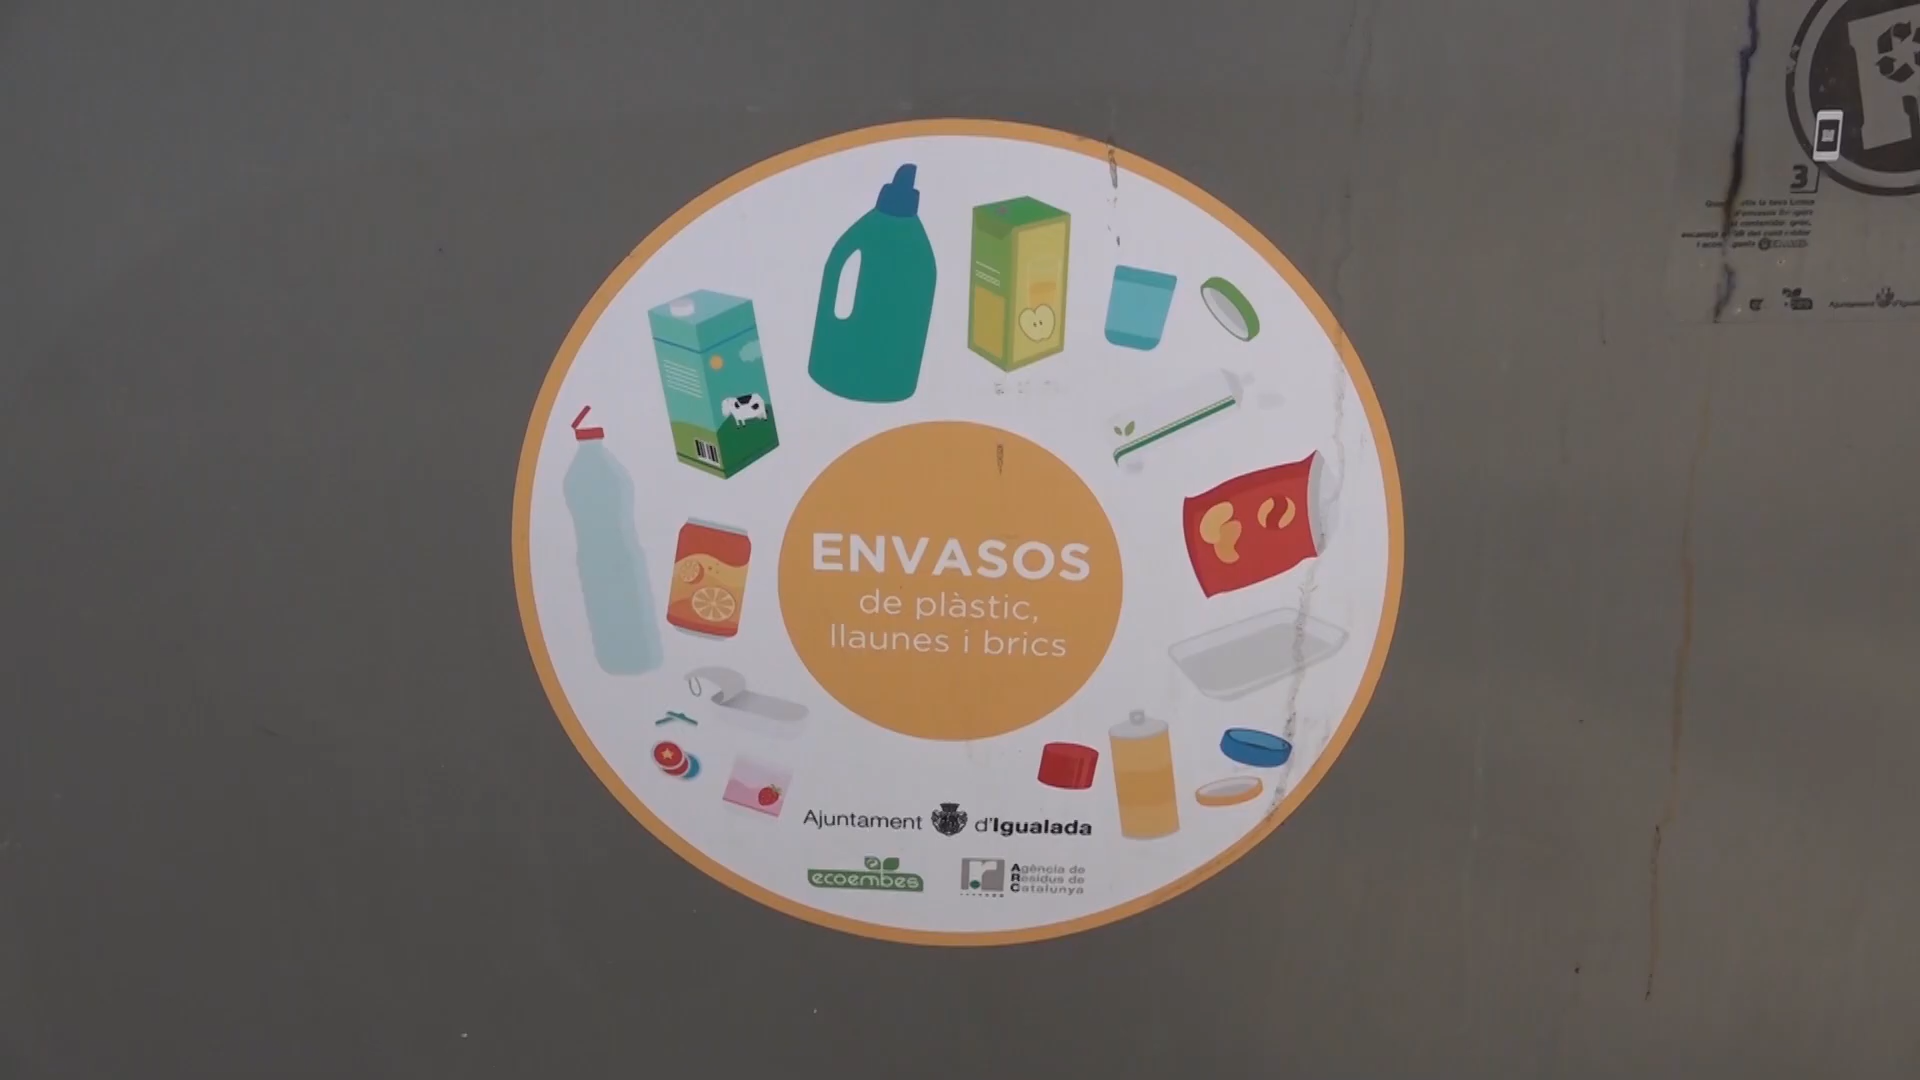 ENVASOS
de plàstic,
llaunes i brics
Ajuntament d'Igualada
ecoembes
Agència de
Residus de
Catalunya
3